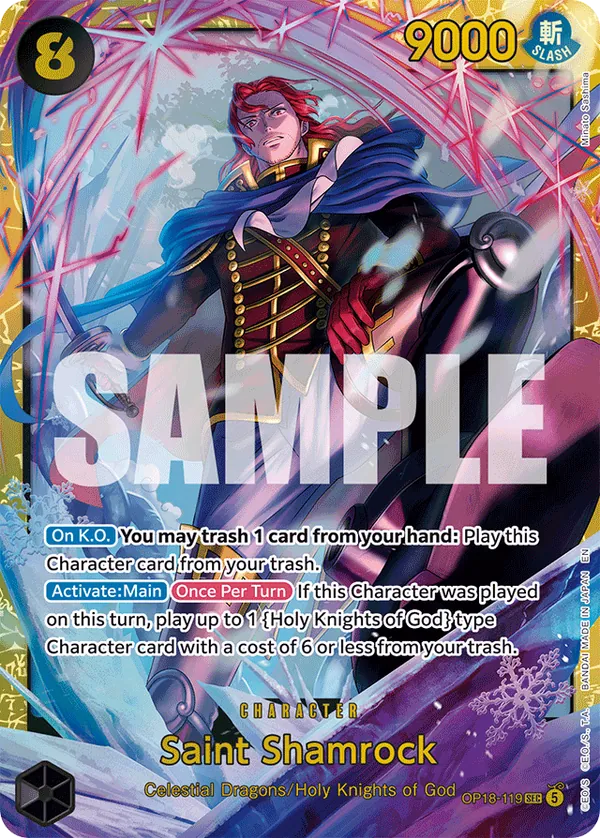 8
9000
斬
SLASH
Minato Sashima
SAMPLE
On K.O. You may trash 1 card from your hand: Play this
Character card from your trash.
Activate:Main Once Per Turn If this Character was played
on this turn, play up to 1 {Holy Knights of God} type
Character card with a cost of 6 or less from your trash.
CHARACTER
Saint Shamrock
Celestial Dragons/Holy Knights of God
OP18-119 SEC 5
©E.O/S ©E.O./S., T.A. BANDAI MADE IN JAPAN EN